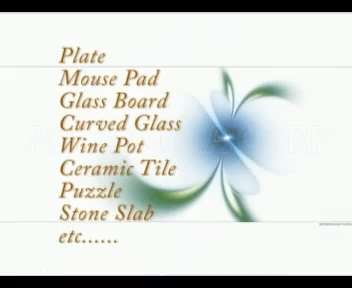 Plate
Mouse Pad
Glass Board
Curved Glass
Wine Pot
Ceramic Tile
Puzzle
Stone Slab
etc......